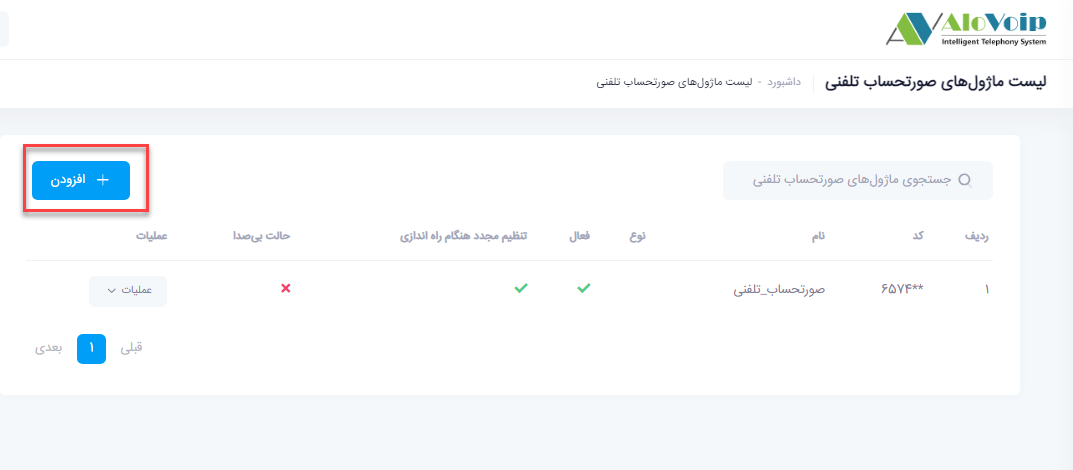 AloVoip
Intelligent Telephony System
لیست ماژول‌های صورتحساب تلفنی
داشبورد - لیست ماژول‌های صورتحساب تلفنی
جستجوی ماژول‌های صورتحساب تلفنی
افزودن
ردیف کد نام نوع فعال تنظیم مجدد هنگام راه اندازی حالت بی‌صدا عملیات
۱ **۶۵۷۴ صورتحساب_تلفنی عملیات
قبلی ۱ بعدی